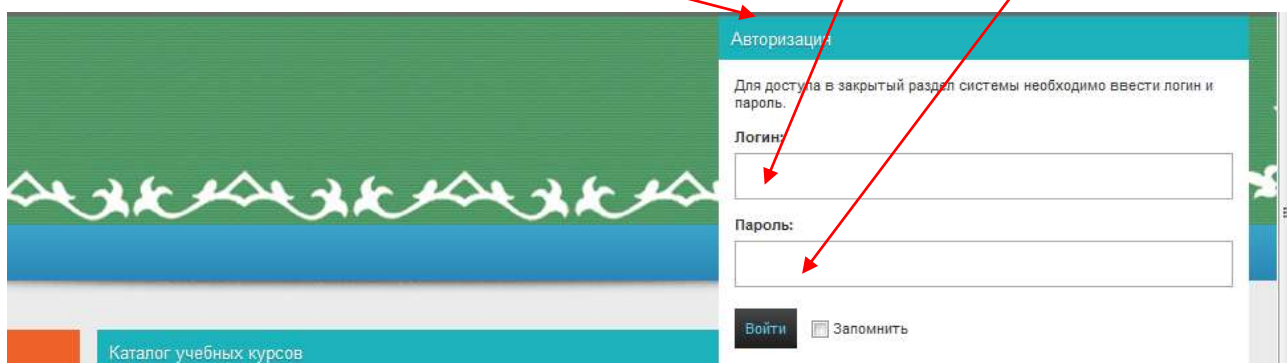 Авторизация
Для доступа в закрытый раздел системы необходимо ввести логин и
пароль.
Логин:
Пароль:
Войти
Запомнить
Каталог учебных курсов